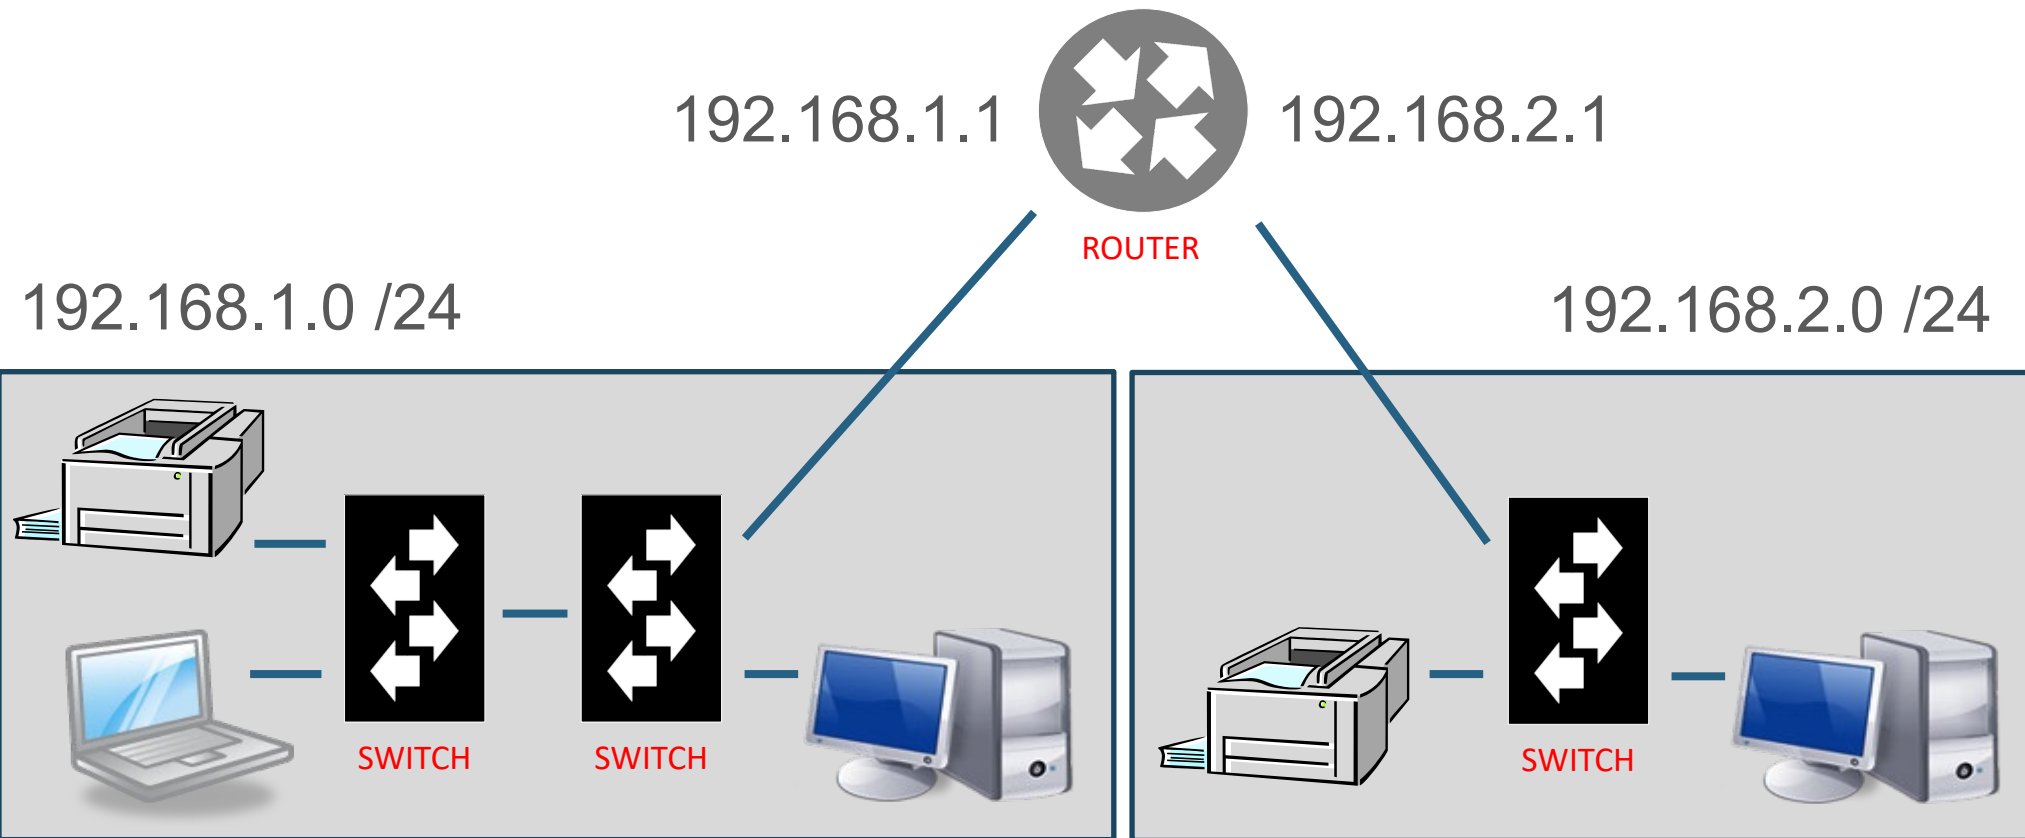 192.168.1.1
192.168.2.1
ROUTER
192.168.1.0 /24
192.168.2.0 /24
SWITCH
SWITCH
SWITCH